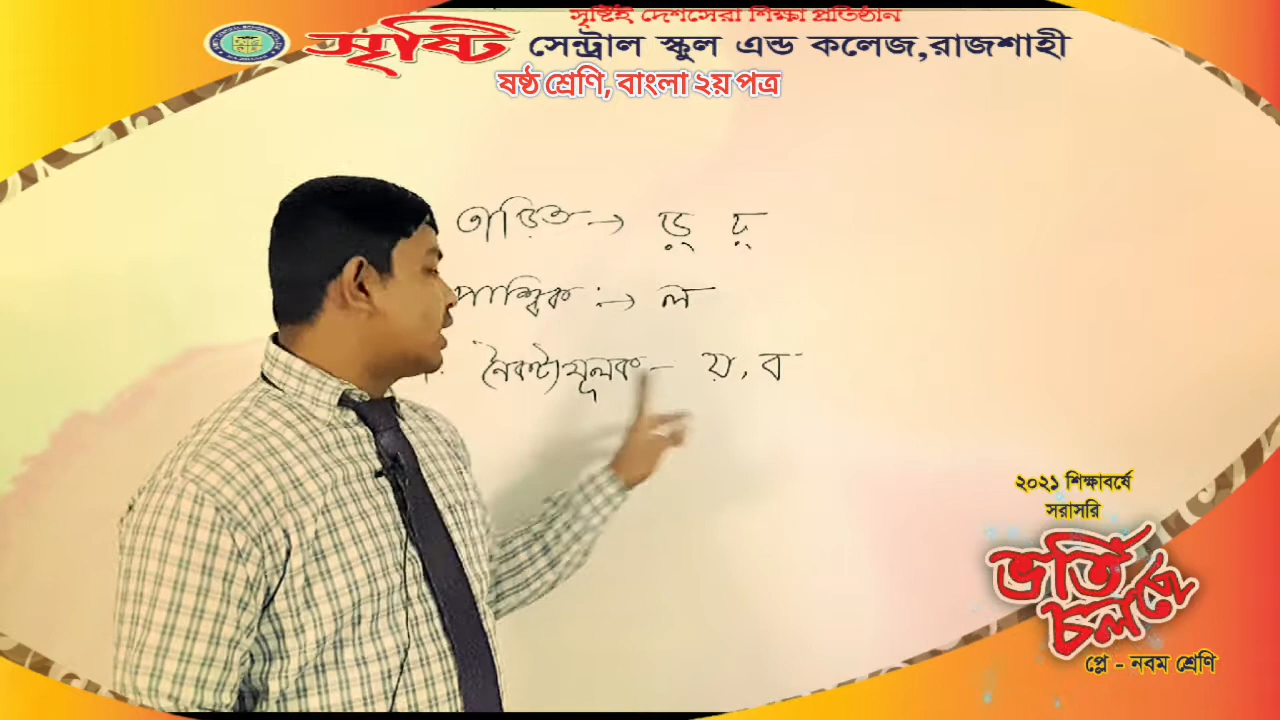 সৃষ্টিই দেশসেরা শিক্ষা প্রতিষ্ঠান
সৃষ্টি সেন্ট্রাল স্কুল এন্ড কলেজ,রাজশাহী
ষষ্ঠ শ্রেণি, বাংলা ২য় পত্র
তাড়িত → ড় ঢ়
পার্শ্বিক :→ ল
নৈকট্যমূলক – য়, ব
২০২১ শিক্ষাবর্ষে
সরাসরি
ভর্তি
চলছে
প্লে - নবম শ্রেণি